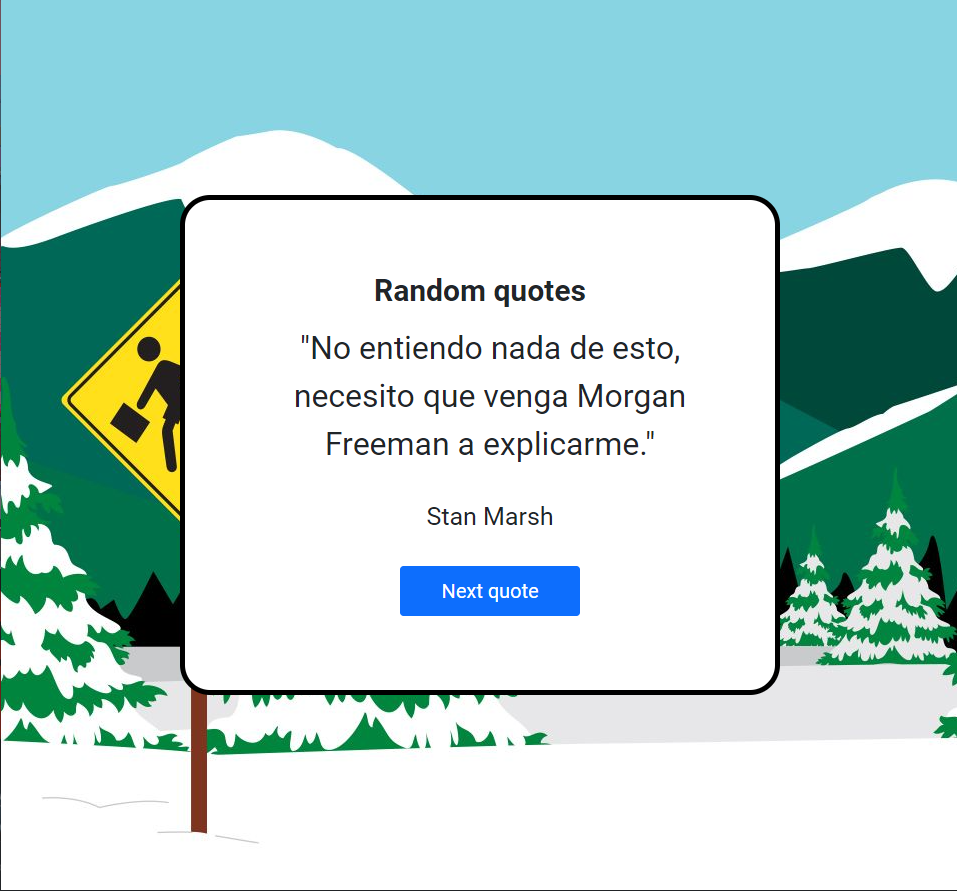 Random quotes
"No entiendo nada de esto,
necesito que venga Morgan
Freeman a explicarme."
Stan Marsh
Next quote